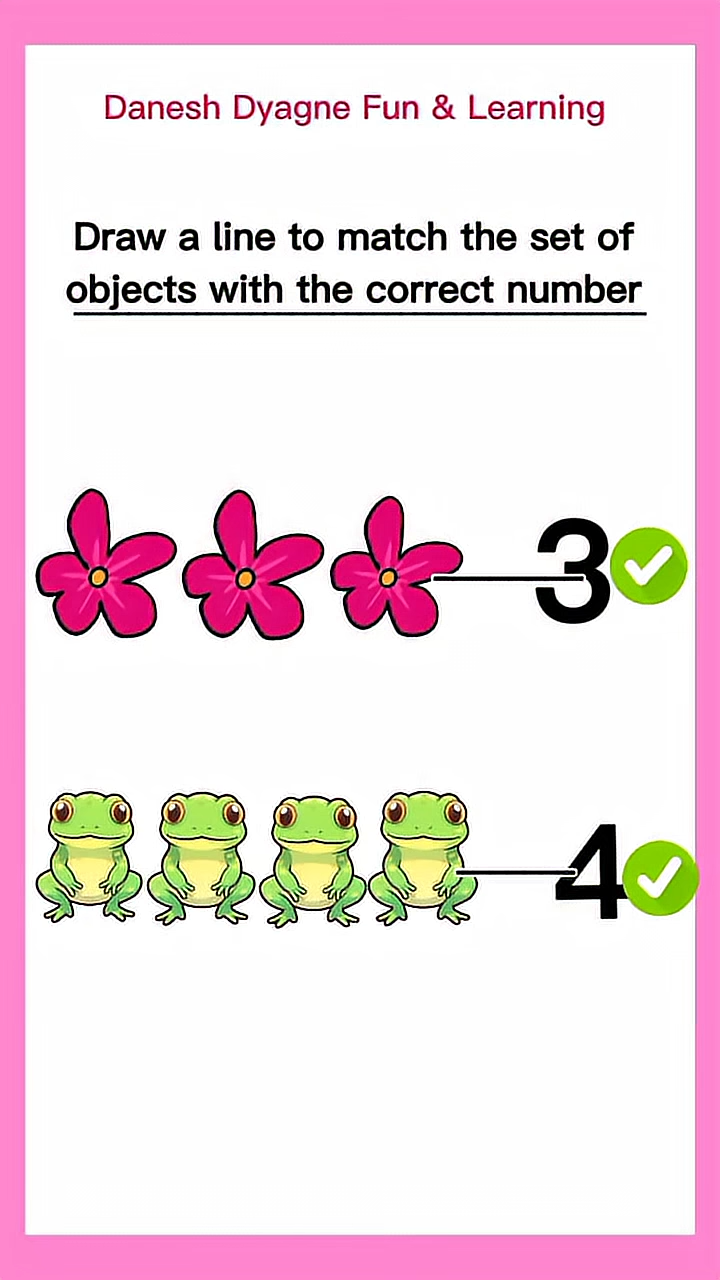 Danesh Dyagne Fun & Learning
Draw a line to match the set of
objects with the correct number
3
4